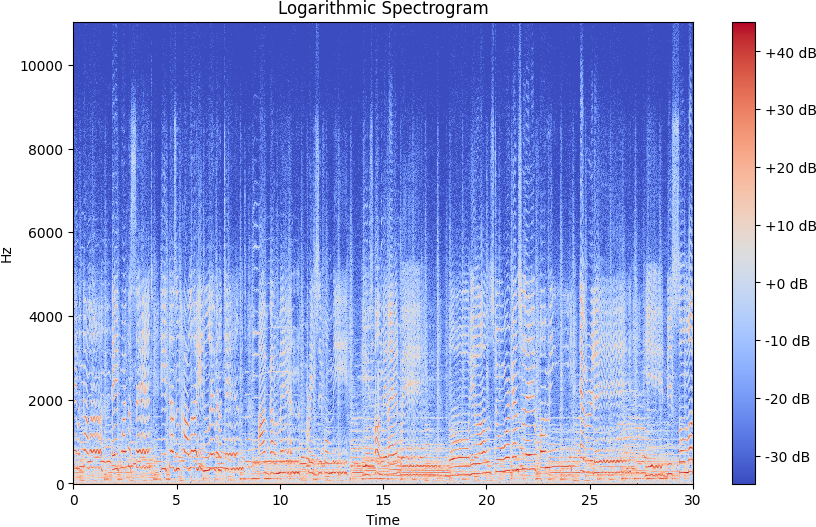 Logarithmic Spectrogram
Hz
10000
8000
6000
4000
2000
0
0 5 10 15 20 25 30
Time
+40 dB
+30 dB
+20 dB
+10 dB
+0 dB
-10 dB
-20 dB
-30 dB